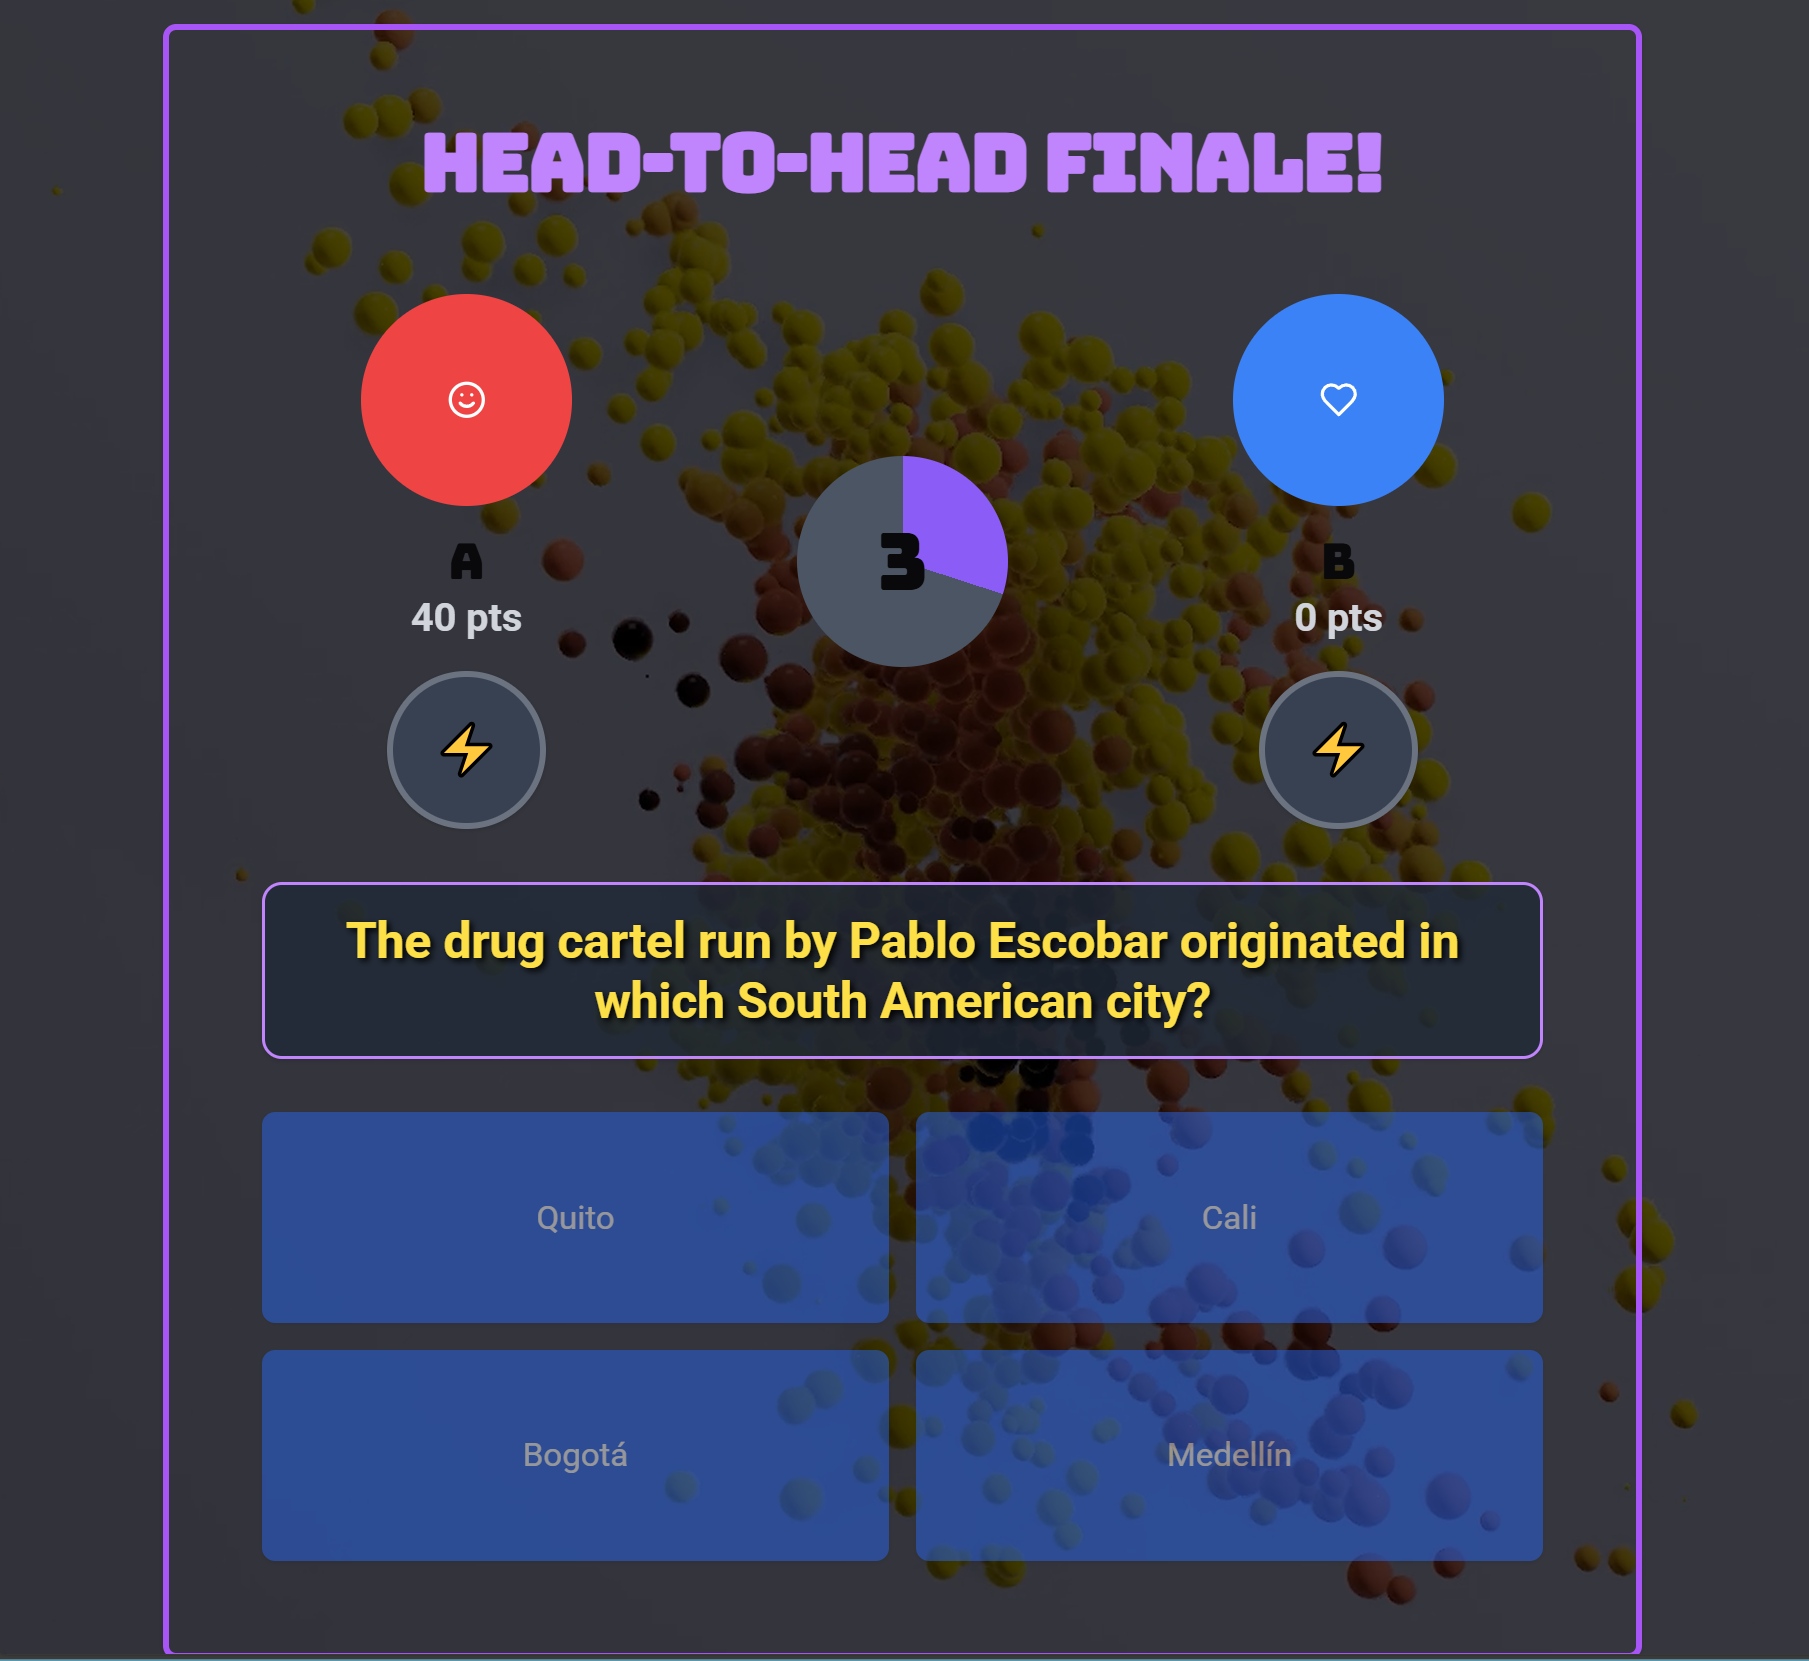 HEAD-TO-HEAD FINALE!
A
40 pts
3
B
0 pts
The drug cartel run by Pablo Escobar originated in
which South American city?
Quito
Cali
Bogotá
Medellín